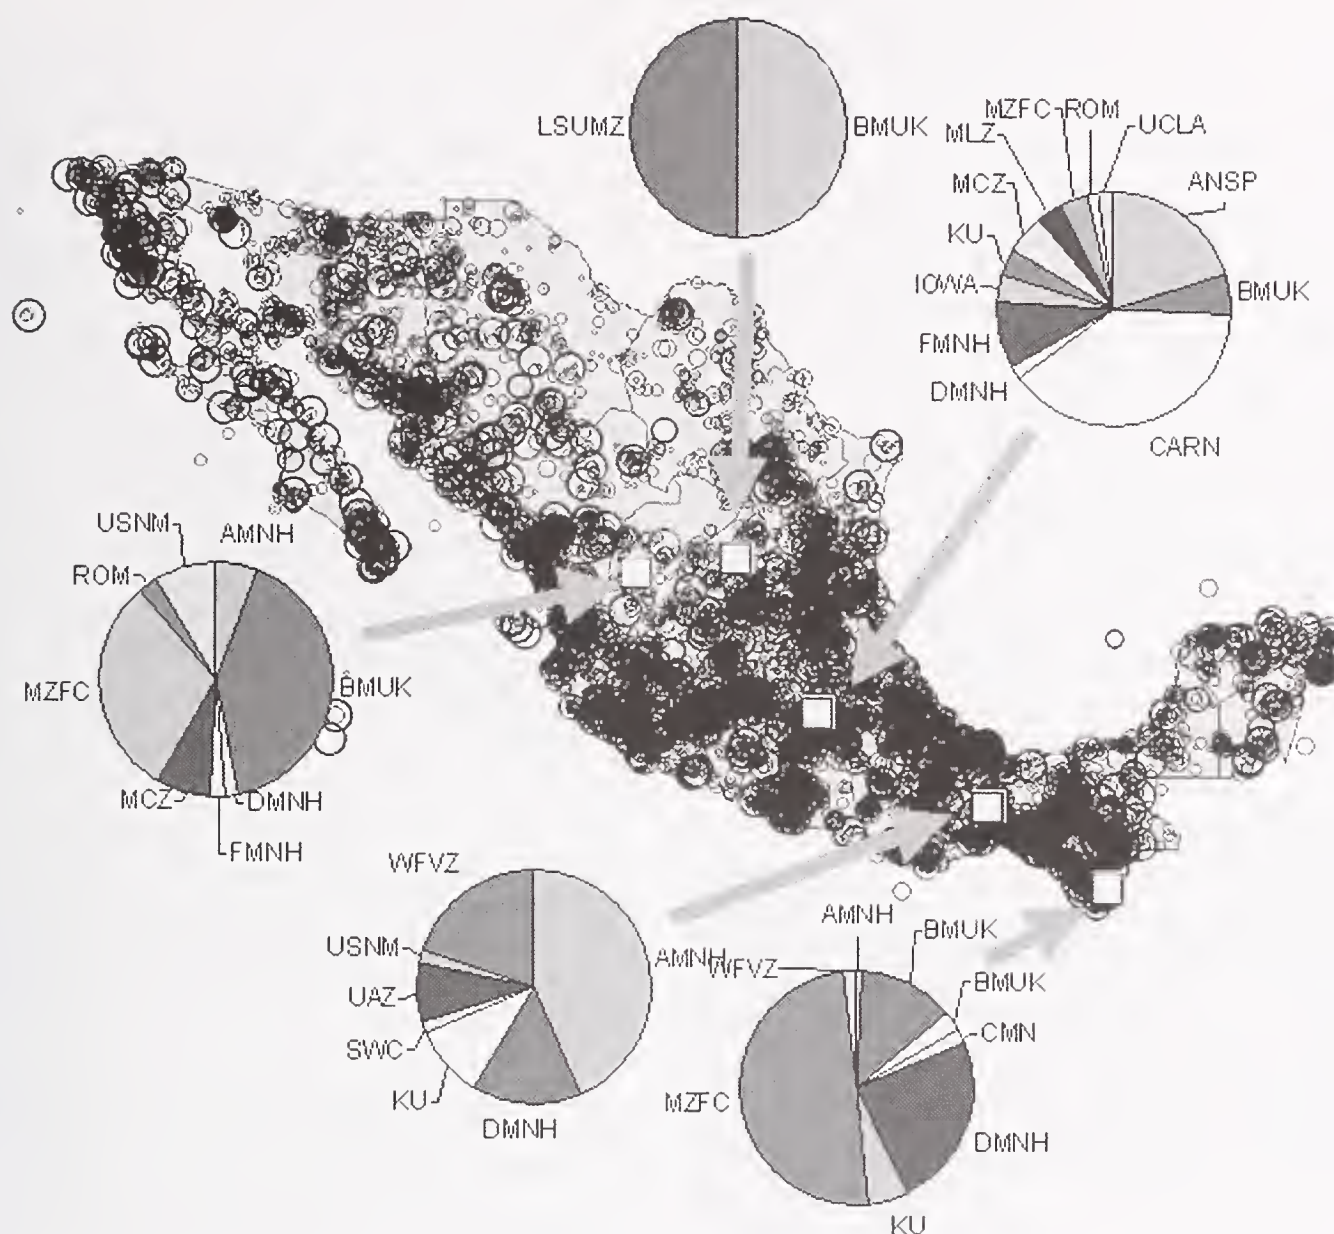 LSUMZ
BMUK
MZFC
ROM
UCLA
MLZ
ANSP
MCZ
KU
IOWA
BMUK
FMNH
DMNH
CARN
USNM
AMNH
ROM
MZFC
BMUK
MCZ
DMNH
FMNH
WFVZ
USNM
AMNH
UAZ
SWC
KU
DMNH
AMNH
BMUK
WFVZ
BMUK
CMN
MZFC
DMNH
KU